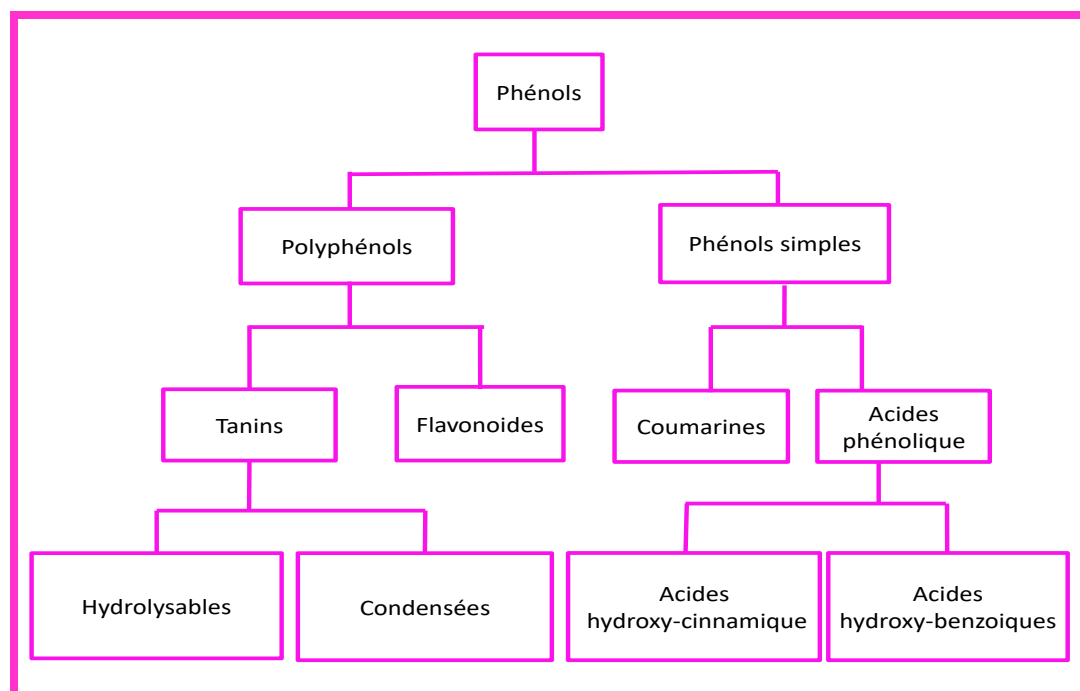 Phénols
Polyphénols
Phénols simples
Tanins
Flavonoides
Coumarines
Acides
phénolique
Hydrolysables
Condensées
Acides
hydroxy-cinnamique
Acides
hydroxy-benzoiques